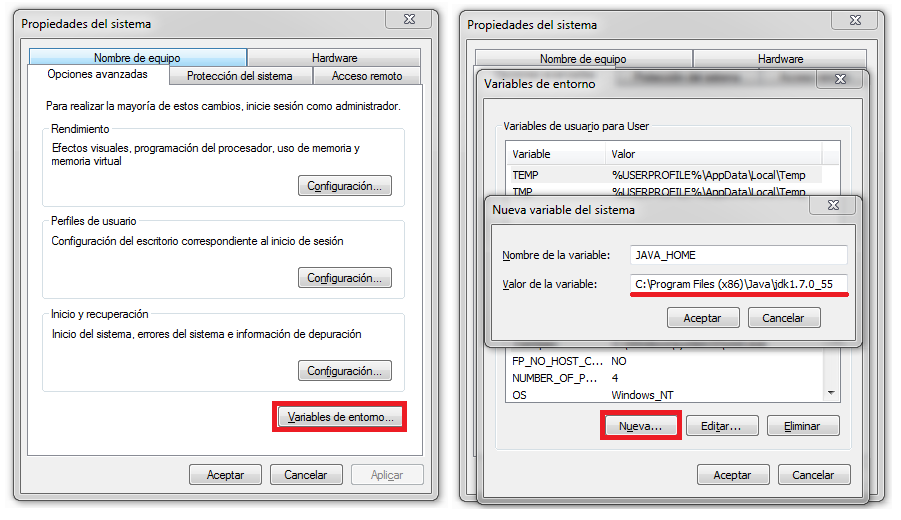 Propiedades del sistema
Nombre de equipo
Hardware
Opciones avanzadas
Protección del sistema
Acceso remoto
Para realizar la mayoría de estos cambios, inicie sesión como administrador.
Rendimiento
Efectos visuales, programación del procesador, uso de memoria y
memoria virtual
Configuración...
Perfiles de usuario
Configuración del escritorio correspondiente al inicio de sesión
Configuración...
Inicio y recuperación
Inicio del sistema, errores del sistema e información de depuración
Configuración...
Variables de entorno...
Aceptar
Cancelar
Aplicar
Propiedades del sistema
Nombre de equipo
Hardware
Protección del sistema
Variables de entorno
Variables de usuario para User
Variable
Valor
TEMP
%USERPROFILE%\AppData\Local\Temp
TMP
%USERPROFILE%\AppData\Local\Temp
Nueva variable del sistema
Nombre de la variable:
JAVA_HOME
Valor de la variable:
C:\Program Files (x86)\Java\jdk1.7.0_55
Aceptar
Cancelar
FP_NO_HOST_C...
NO
NUMBER_OF_P...
4
OS
Windows_NT
Nueva...
Editar...
Eliminar
Aceptar
Cancelar